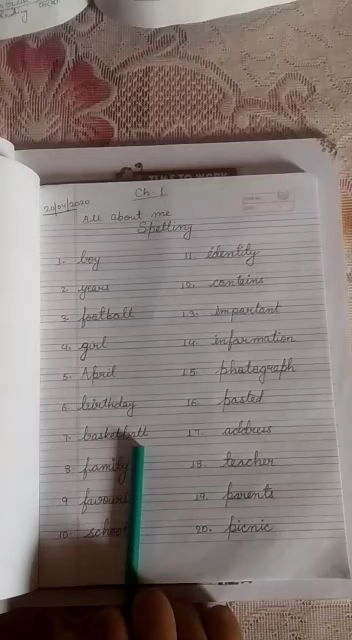 20/04/2020
Ch-1
All about me
Spelling
1. boy
2. years
3. football
4. girl
5. April
6. birthday
7. basketball
8. family
9. favouri
10. school
11. identity
12. contains
13. important
14. information
15. photograph
16. pasted
17. address
18. teacher
19. parents
20. picnic